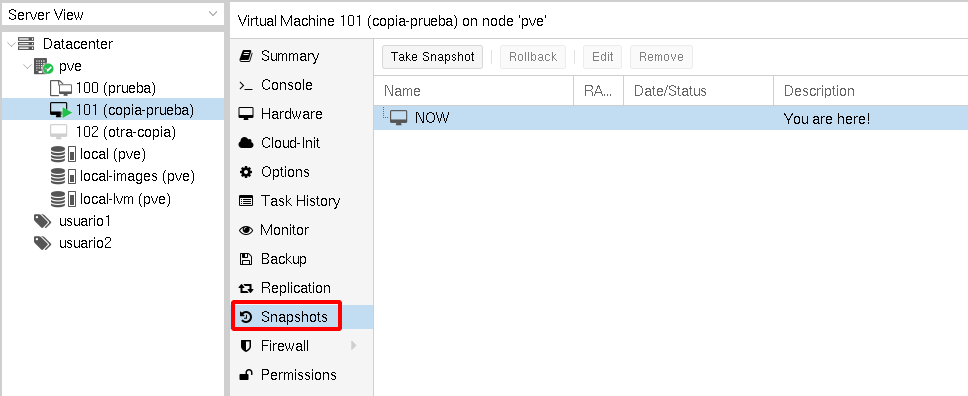 Server View
Datacenter
pve
100 (prueba)
101 (copia-prueba)
102 (otra-copia)
local (pve)
local-images (pve)
local-lvm (pve)
usuario1
usuario2
Virtual Machine 101 (copia-prueba) on node 'pve'
Summary
Console
Hardware
Cloud-Init
Options
Task History
Monitor
Backup
Replication
Snapshots
Firewall
Permissions
Take Snapshot Rollback Edit Remove
Name RA... Date/Status Description
NOW You are here!